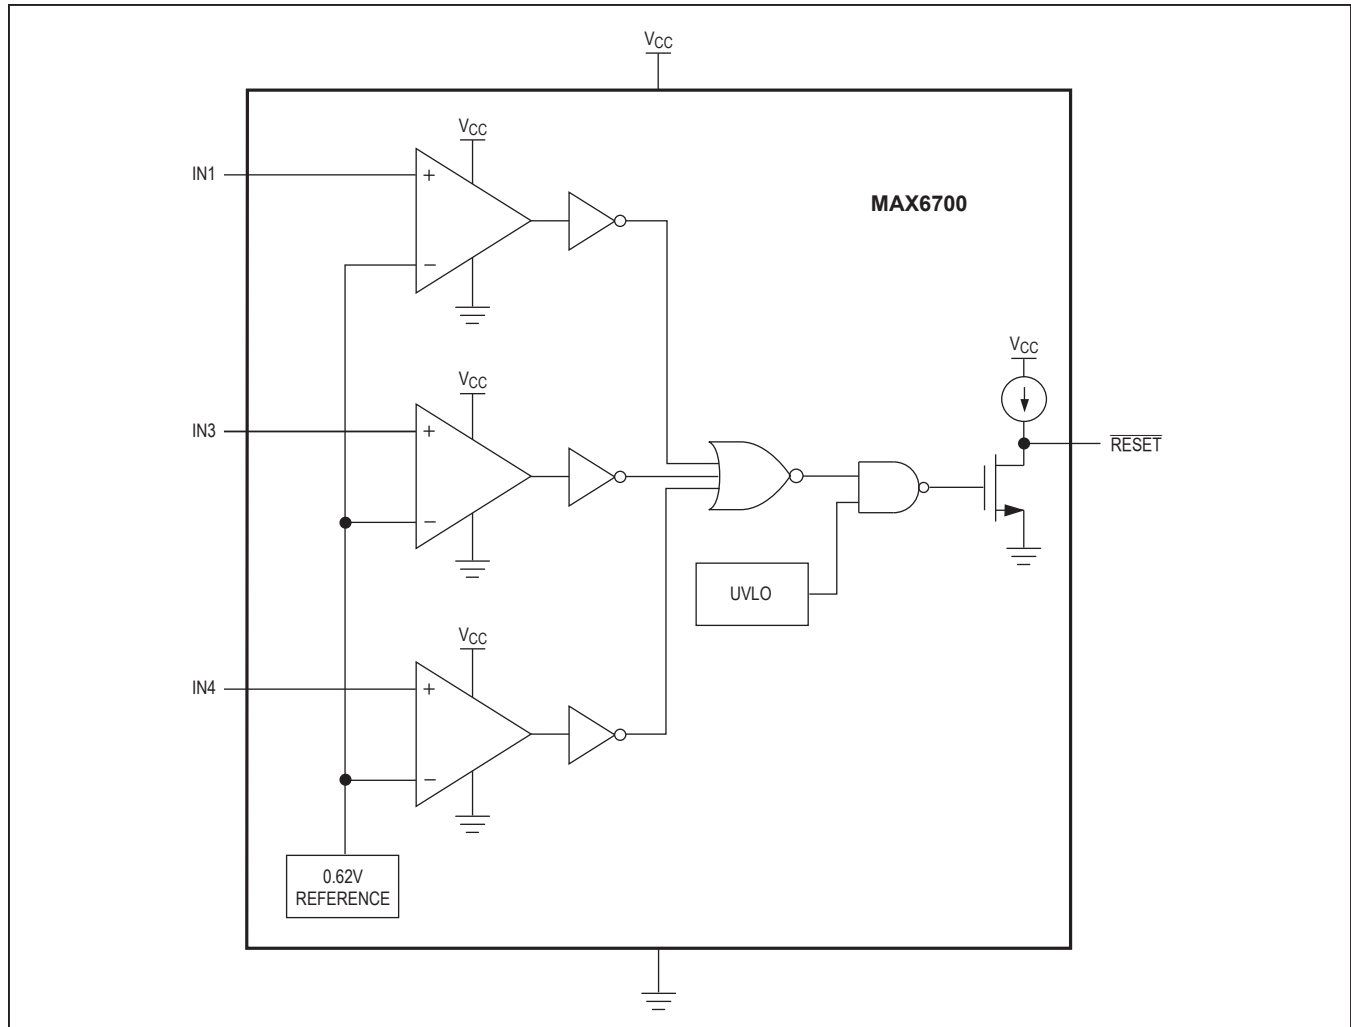 VCC
VCC
IN1
+
−
MAX6700
VCC
IN3
+
−
VCC
RESET
UVLO
VCC
IN4
+
−
0.62V
REFERENCE